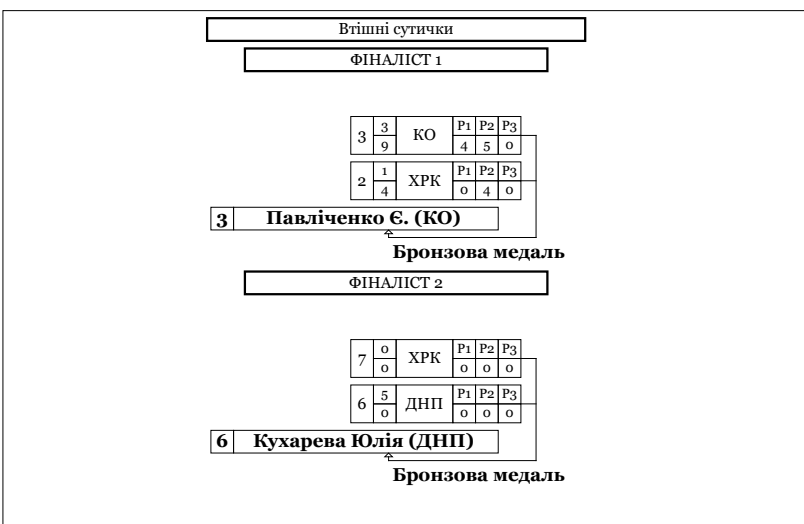 Втішні сутички
ФІНАЛІСТ 1
3 3 КО P1 P2 P3
9 4 5 0
2 1 ХРК P1 P2 P3
4 0 4 0
3 Павліченко Є. (КО)
Бронзова медаль
ФІНАЛІСТ 2
7 0 ХРК P1 P2 P3
0 0 0 0
6 5 ДНП P1 P2 P3
0 0 0 0
6 Кухарева Юлія (ДНП)
Бронзова медаль